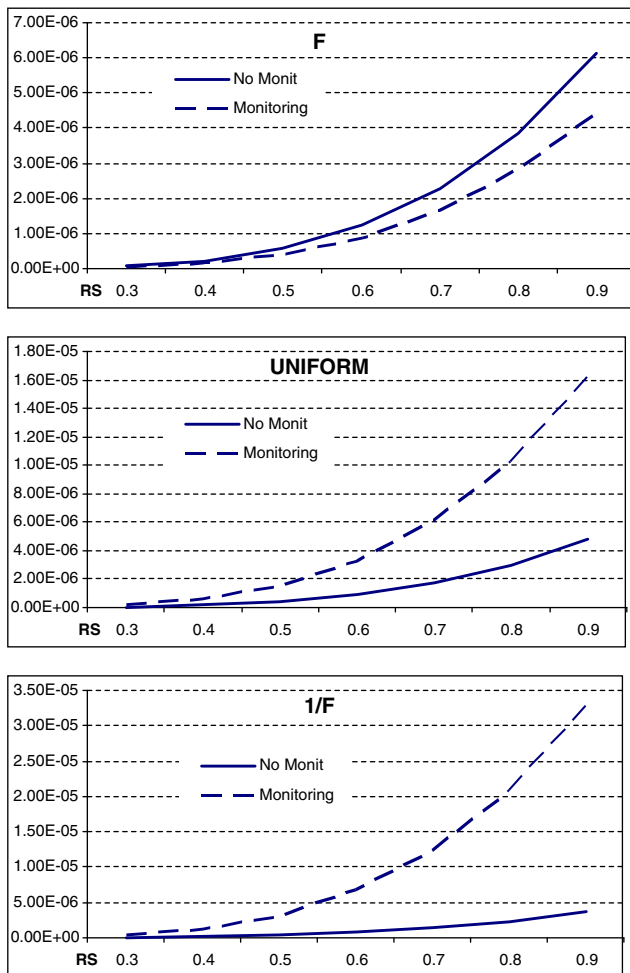 7.00E-06
F
6.00E-06
No Monit
5.00E-06
Monitoring
4.00E-06
3.00E-06
2.00E-06
1.00E-06
0.00E+00
RS 0.3 0.4 0.5 0.6 0.7 0.8 0.9
1.80E-05
UNIFORM
1.60E-05
1.40E-05
No Monit
1.20E-05
Monitoring
1.00E-05
8.00E-06
6.00E-06
4.00E-06
2.00E-06
0.00E+00
RS 0.3 0.4 0.5 0.6 0.7 0.8 0.9
3.50E-05
1/F
3.00E-05
No Monit
2.50E-05
Monitoring
2.00E-05
1.50E-05
1.00E-05
5.00E-06
0.00E+00
RS 0.3 0.4 0.5 0.6 0.7 0.8 0.9